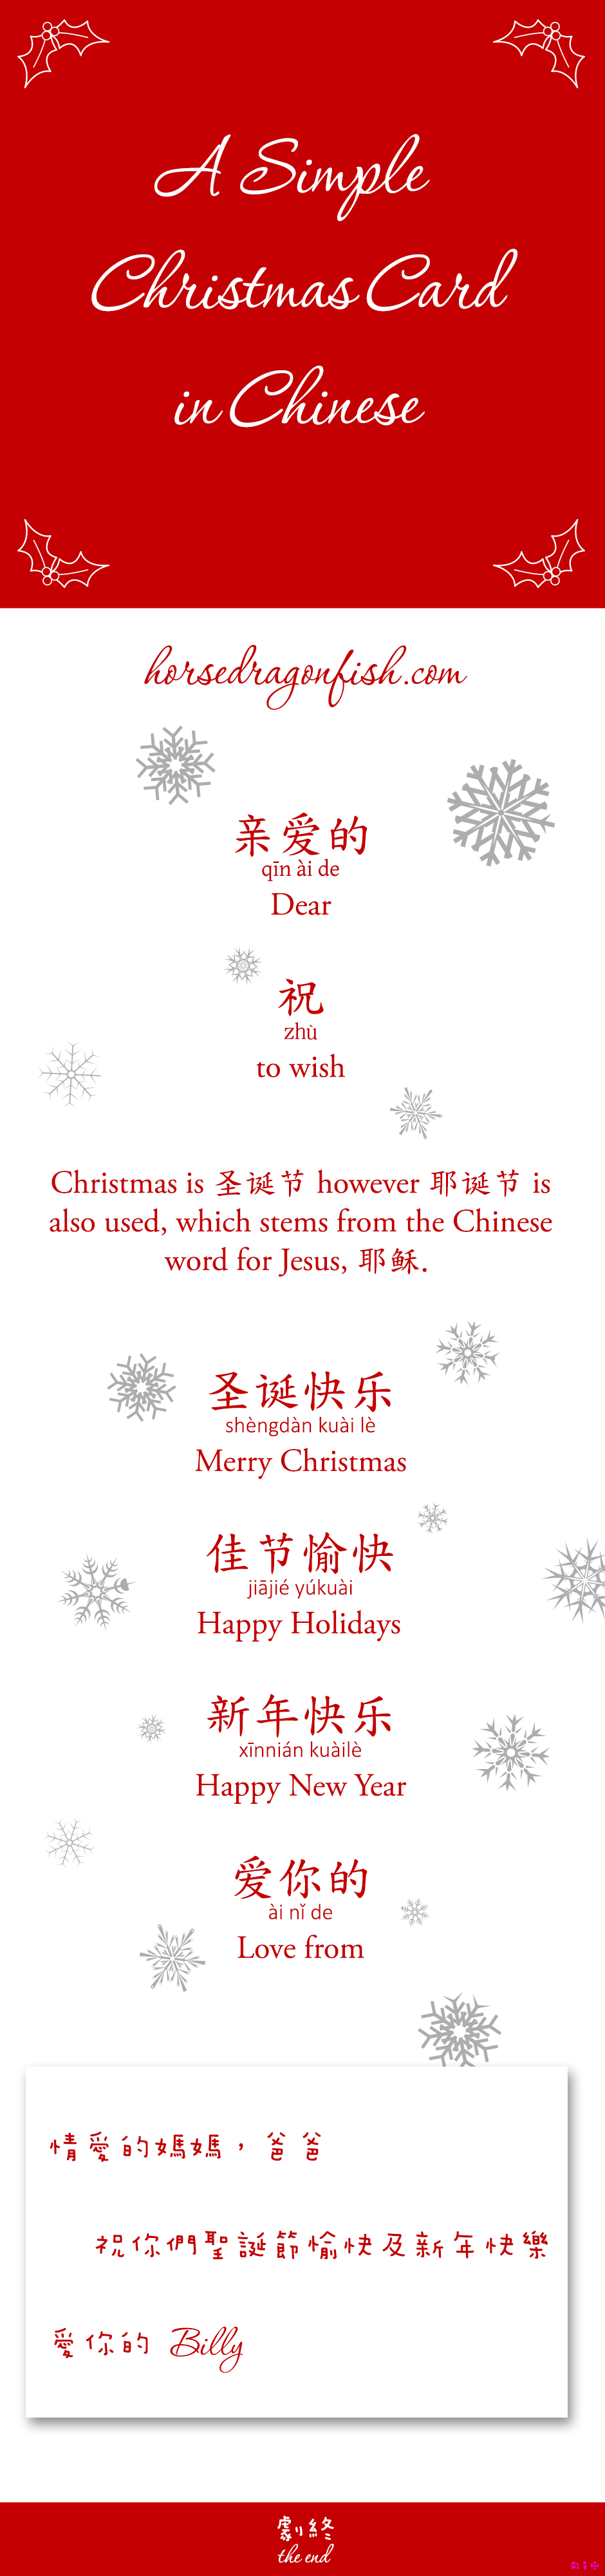 A Simple
Christmas Card
in Chinese
horsedragonfish.com
亲爱的
qīn ài de
Dear
祝
zhù
to wish
Christmas is 圣诞节 however 耶诞节 is
also used, which stems from the Chinese
word for Jesus, 耶稣.
圣诞快乐
shèngdàn kuài lè
Merry Christmas
佳节愉快
jiājié yúkuài
Happy Holidays
新年快乐
xīnnián kuàilè
Happy New Year
爱你的
ài nǐ de
Love from
情愛的媽媽，爸爸
祝你們聖誕節愉快及新年快樂
愛你的 Billy
劇終
the end